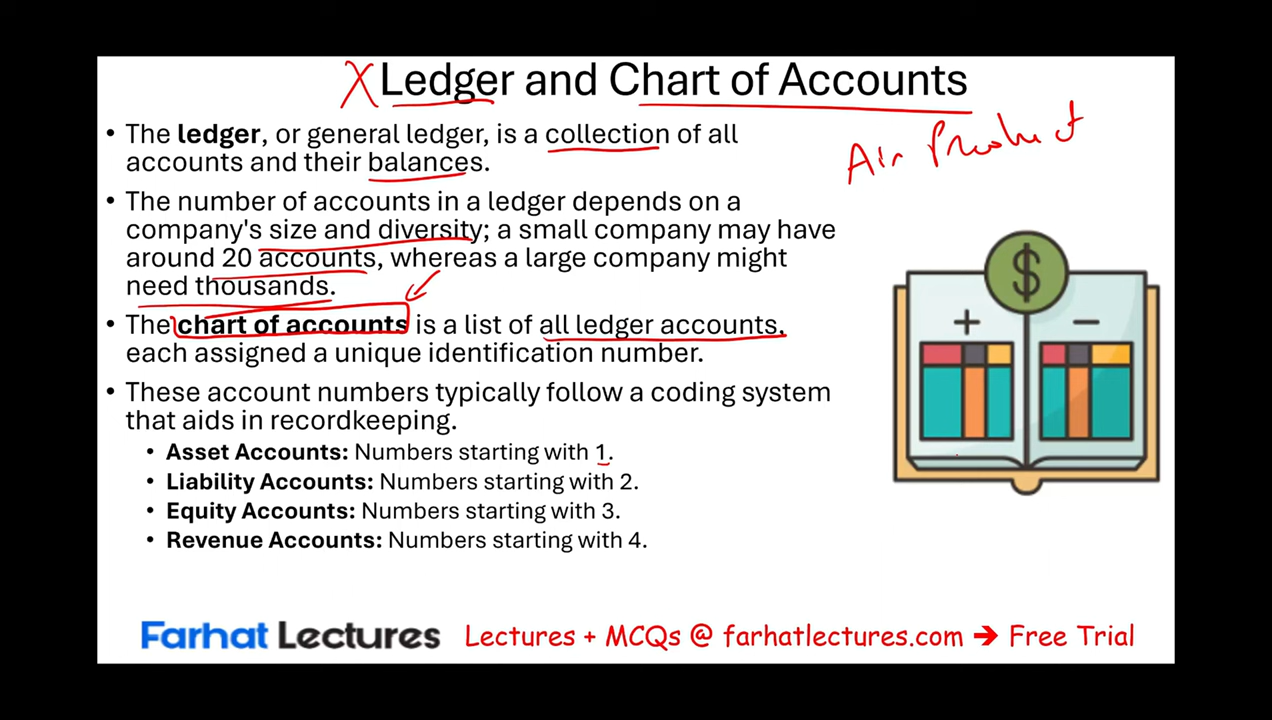 Ledger and Chart of Accounts
Air Product
• The ledger, or general ledger, is a collection of all
accounts and their balances.
• The number of accounts in a ledger depends on a
company's size and diversity; a small company may have
around 20 accounts, whereas a large company might
need thousands.
• The chart of accounts is a list of all ledger accounts,
each assigned a unique identification number.
• These account numbers typically follow a coding system
that aids in recordkeeping.
• Asset Accounts: Numbers starting with 1.
• Liability Accounts: Numbers starting with 2.
• Equity Accounts: Numbers starting with 3.
• Revenue Accounts: Numbers starting with 4.
$
+ −
Farhat Lectures Lectures + MCQs @ farhatlectures.com → Free Trial